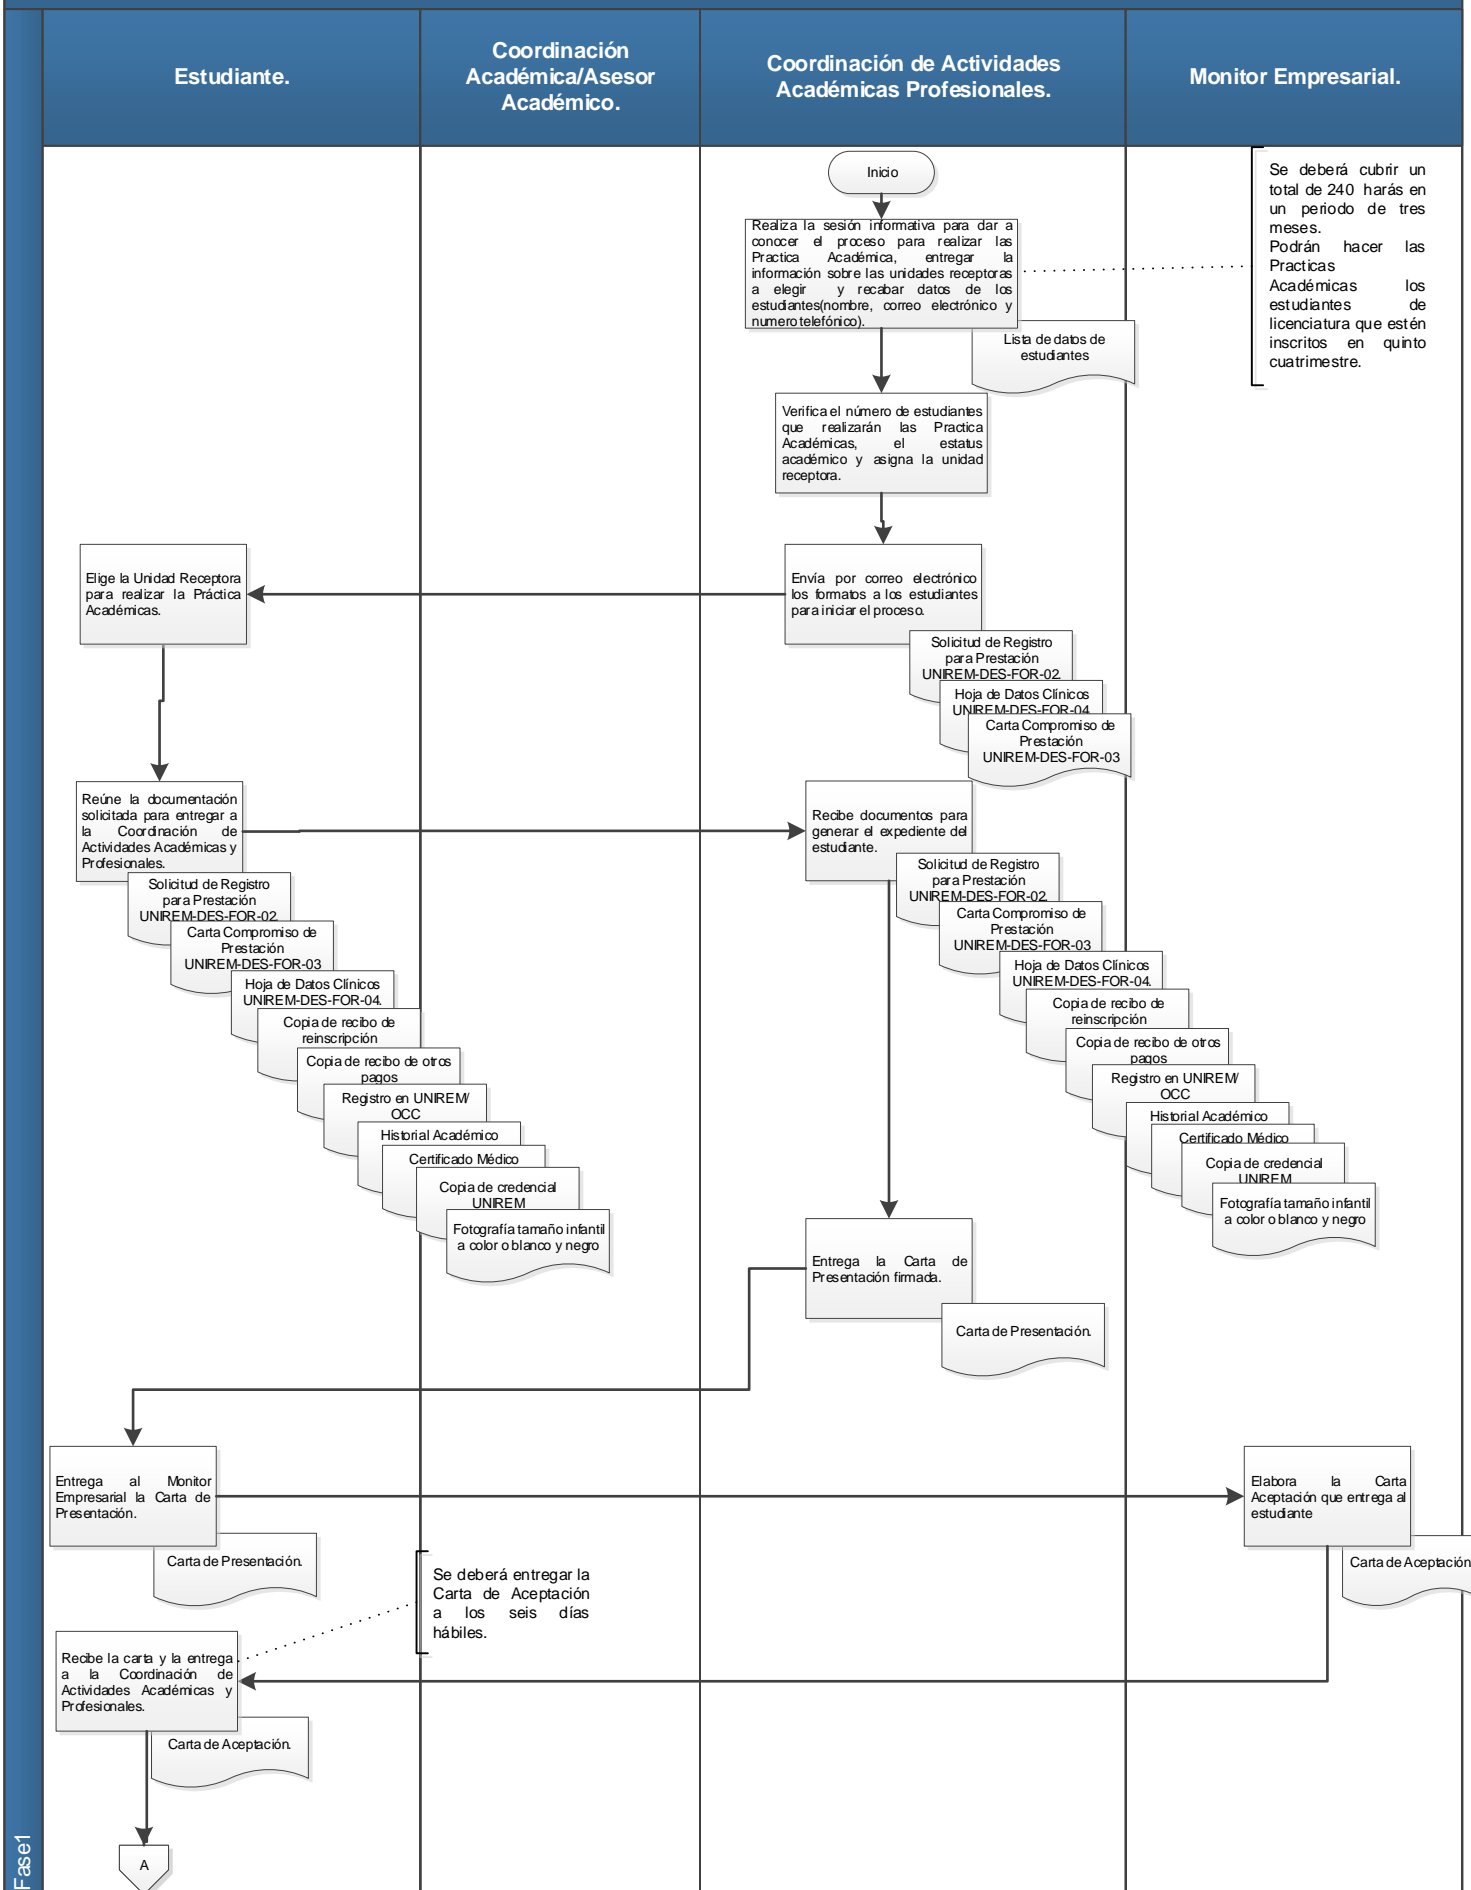 Estudiante.
Coordinación
Académica/Asesor
Académico.
Coordinación de Actividades
Académicas Profesionales.
Monitor Empresarial.
Inicio
Realiza la sesión informativa para dar a
conocer el proceso para realizar las
Practica Académica, entregar la
información sobre las unidades receptoras
a elegir y recabar datos de los
estudiantes(nombre, correo electrónico y
numero telefónico).
Se deberá cubrir un
total de 240 harás en
un periodo de tres
meses.
Podrán hacer las
Practicas
Académicas los
estudiantes de
licenciatura que estén
inscritos en quinto
cuatrimestre.
Lista de datos de
estudiantes
Verifica el número de estudiantes
que realizarán las Practica
Académicas, el estatus
académico y asigna la unidad
receptora.
Elige la Unidad Receptora
para realizar la Práctica
Académicas.
Envía por correo electrónico
los formatos a los estudiantes
para iniciar el proceso.
Solicitud de Registro
para Prestación
UNIREM-DES-FOR-02.
Hoja de Datos Clínicos
UNIREM-DES-FOR-04
Carta Compromiso de
Prestación
UNIREM-DES-FOR-03
Reúne la documentación
solicitada para entregar a
la Coordinación de
Actividades Académicas y
Profesionales.
Solicitud de Registro
para Prestación
UNIREM-DES-FOR-02.
Carta Compromiso de
Prestación
UNIREM-DES-FOR-03
Hoja de Datos Clínicos
UNIREM-DES-FOR-04.
Copia de recibo de
reinscripción
Copia de recibo de otros
pagos
Registro en UNIREM/
OCC
Historial Académico
Certificado Médico
Copia de credencial
UNIREM
Fotografía tamaño infantil
a color o blanco y negro
Recibe documentos para
generar el expediente del
estudiante.
Solicitud de Registro
para Prestación
UNIREM-DES-FOR-02.
Carta Compromiso de
Prestación
UNIREM-DES-FOR-03
Hoja de Datos Clínicos
UNIREM-DES-FOR-04.
Copia de recibo de
reinscripción
Copia de recibo de otros
pagos
Registro en UNIREM/
OCC
Historial Académico
Certificado Médico
Copia de credencial
UNIREM
Fotografía tamaño infantil
a color o blanco y negro
Entrega la Carta de
Presentación firmada.
Carta de Presentación.
Entrega al Monitor
Empresarial la Carta de
Presentación.
Carta de Presentación.
Elabora la Carta
Aceptación que entrega al
estudiante
Carta de Aceptación
Se deberá entregar la
Carta de Aceptación
a los seis días
hábiles.
Recibe la carta y la entrega
a la Coordinación de
Actividades Académicas y
Profesionales.
Carta de Aceptación.
A
Fase1